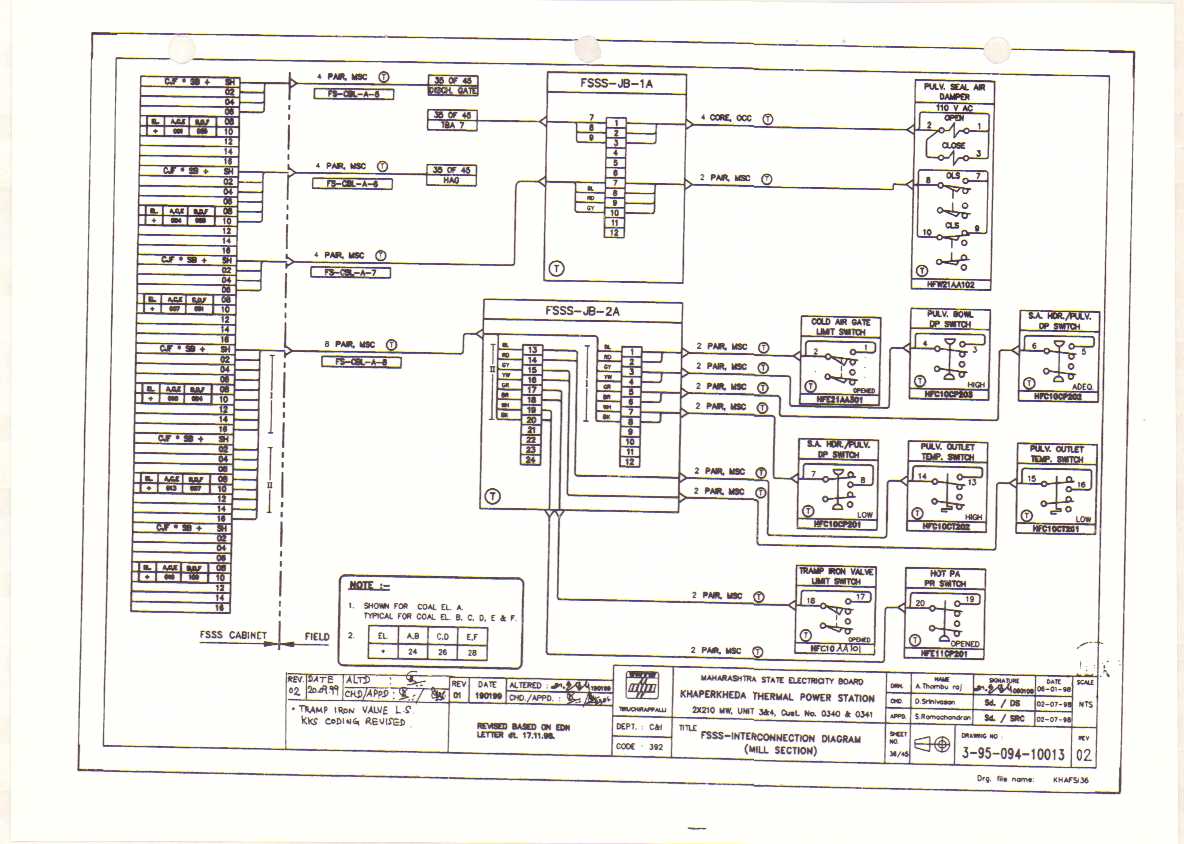 CJF * SB + SH
02
04
06
EL A,C,E B,D,F 08
+ 10
12
14
16
CJF * SB + SH
02
04
06
EL A,C,E B,D,F 08
+ 10
12
14
16
CJF * SB + SH
02
04
06
EL A,C,E B,D,F 08
+ 10
12
14
16
CJF * SB + SH
02
04
06
EL A,C,E B,D,F 08
+ 10
12
14
16
CJF * SB + SH
02
04
06
EL A,C,E B,D,F 08
+ 10
12
14
16
CJF * SB + SH
02
04
06
EL A,C,E B,D,F 08
+ 10
12
14
16
I
II
FSSS CABINET
FIELD
4 PAIR, MSC T
FS-CBL-A-5
35 OF 45
DISCH. GATE
35 OF 45
TBA 7
4 PAIR, MSC T
FS-CBL-A-6
35 OF 45
HAG
4 PAIR, MSC T
FS-CBL-A-7
8 PAIR, MSC T
FS-CBL-A-8
FSSS-JB-1A
7 1
8 2
9 3
4
5
6
7
BL 8
RD 9
GY 10
11
12
T
4 CORE, OCC T
2 PAIR, MSC T
PULV. SEAL AIR
DAMPER
110 V AC
OPEN
2 1
CLOSE
3
OLS
8 7
CLS
10 9
T
HFW21AA102
FSSS-JB-2A
II
BL 13
RD 14
GY 15
YW 16
GR 17
BR 18
WH 19
BK 20
21
22
23
24
I
BL 1
RD 2
GY 3
YW 4
GR 5
BR 6
WH 7
BK 8
9
10
11
12
T
2 PAIR, MSC T
2 PAIR, MSC T
2 PAIR, MSC T
2 PAIR, MSC T
2 PAIR, MSC T
2 PAIR, MSC T
2 PAIR, MSC T
2 PAIR, MSC T
COLD AIR GATE
LIMIT SWITCH
2 1
T OPENED
HFE21AA301
PULV. BOWL
DP SWITCH
4 3
T HIGH
HFC10CP203
S.A. HDR./PULV.
DP SWITCH
6 5
T ADEQ.
HFC10CP202
S.A. HDR./PULV.
DP SWITCH
7 8
T LOW
HFC10CP201
PULV. OUTLET
TEMP. SWITCH
14 13
T HIGH
HFC10CT202
PULV. OUTLET
TEMP. SWITCH
15 16
T LOW
HFC10CT201
TRAMP IRON VALVE
LIMIT SWITCH
18 17
T OPENED
HFC10AA101
HOT PA
PR SWITCH
20 19
T OPENED
HFE11CP201
NOTE :-
1. SHOWN FOR COAL EL. A.
TYPICAL FOR COAL EL. B, C, D, E & F.
2. EL A,B C,D E,F
* 24 26 28
REV. DATE ALTD :
02 20.09.99 CHD/APPD :
* TRAMP IRON VALVE L.S
KKS CODING REVISED.
REV DATE ALTERED : 190199
01 190199 CHD./APPD. :
REVISED BASED ON EDN
LETTER dt. 17.11.98.
TIRUCHIRAPPALLI
DEPT. : C&I
CODE : 392
MAHARASHTRA STATE ELECTRICITY BOARD
KHAPERKHEDA THERMAL POWER STATION
2X210 MW, UNIT 3&4, Cust. No. 0340 & 0341
TITLE
FSSS-INTERCONNECTION DIAGRAM
(MILL SECTION)
NAME SIGNATURE DATE SCALE
DRN. A.Thambu raj 06-01-98
CHD. D.Srinivasan Sd. / DS 02-07-98 NTS
APPD. S.Ramachandran Sd. / SRC 02-07-98
SHEET NO. 36/45
DRAWING NO :
3-95-094-10013
REV
02
Drg. file name: KHAFSI36